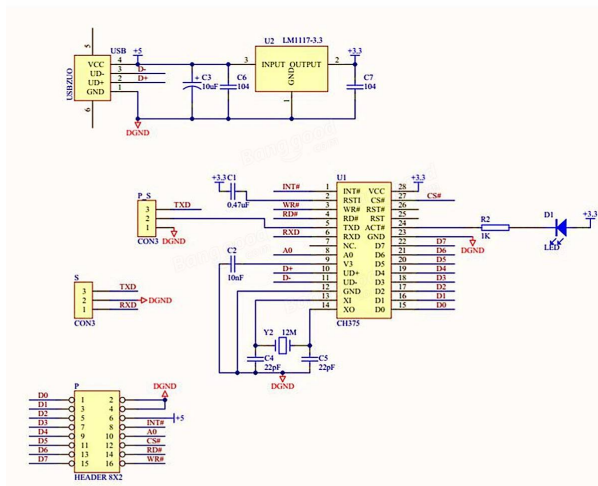 5
USB
+5
U2 LM1117-3.3
+3.3
USBZUO
VCC 4
UD- 3 D-
UD+ 2 D+
GND 1
6
3 INPUT OUTPUT 2
GND
1
C3
10uF
C6
104
C7
104
DGND
+3.3 C1
0.47uF
U1
+3.3
INT# 1 INT# VCC 28
2 RSTI CS# 27 CS#
WR# 3 WR# RST# 26
RD# 4 RD# RST 25
5 TXD ACT# 24
RXD 6 RXD GND 23
7 NC. D7 22 D7
A0 8 A0 D6 21 D6
9 V3 D5 20 D5
D+ 10 UD+ D4 19 D4
D- 11 UD- D3 18 D3
12 GND D2 17 D2
13 XI D1 16 D1
14 XO D0 15 D0
CH375
R2
1K
D1
LED
+3.3
DGND
P_S
3 TXD
2
1
CON3
DGND
C2
10nF
S
3 TXD
2 DGND
1 RXD
CON3
Y2 12M
C4
22pF
C5
22pF
DGND
P
DGND
D0 1 2
D1 3 4
D2 5 6 +5
D3 7 8 INT#
D4 9 10 A0
D5 11 12 CS#
D6 13 14 RD#
D7 15 16 WR#
HEADER 8X2